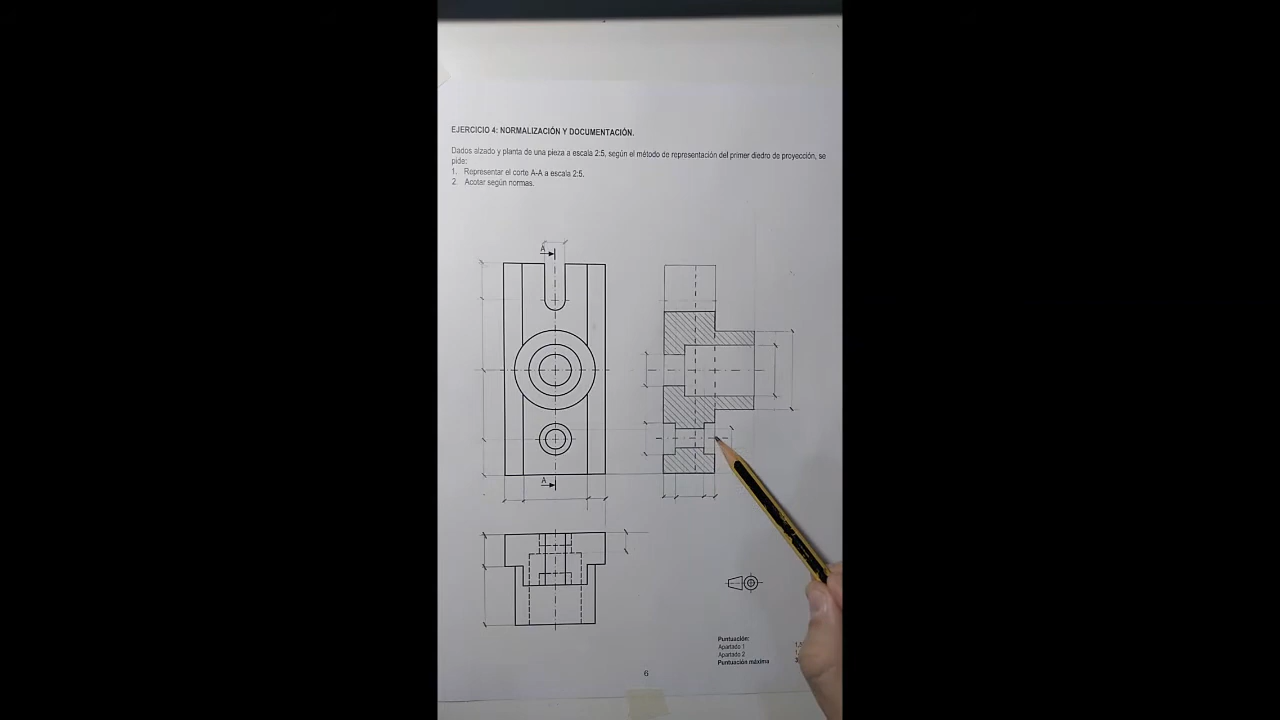 EJERCICIO 4: NORMALIZACIÓN Y DOCUMENTACIÓN.
Dados alzado y planta de una pieza a escala 2:5, según el método de representación del primer diedro de proyección, se
pide:
1. Representar el corte A-A a escala 2:5.
2. Acotar según normas.
A
A
Puntuación:
Apartado 1
Apartado 2
Puntuación máxima
6